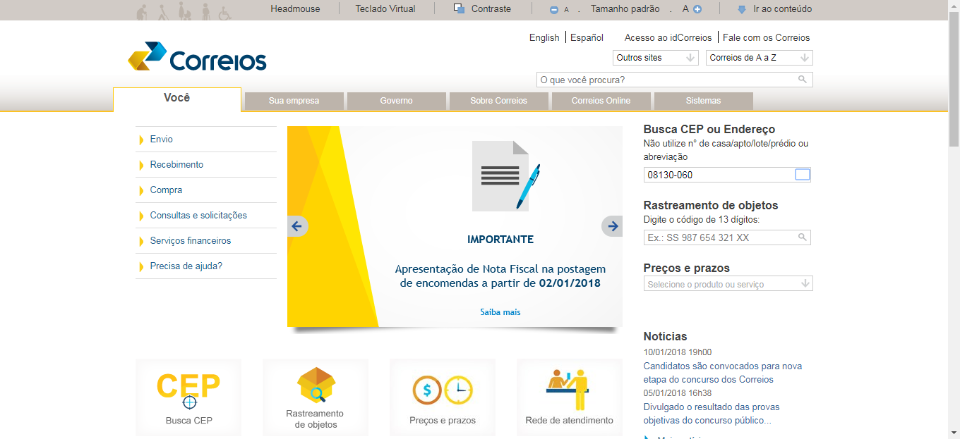 Headmouse
Teclado Virtual
Contraste
A . Tamanho padrão . A
Ir ao conteúdo
English
Español
Acesso ao idCorreios
Fale com os Correios
Correios
Outros sites
Correios de A a Z
O que você procura?
Você
Sua empresa
Governo
Sobre Correios
Correios Online
Sistemas
Envio
Recebimento
Compra
Consultas e solicitações
Serviços financeiros
Precisa de ajuda?
IMPORTANTE
Apresentação de Nota Fiscal na postagem
de encomendas a partir de 02/01/2018
Saiba mais
Busca CEP ou Endereço
Não utilize n° de casa/apto/lote/prédio ou
abreviação
08130-060
Rastreamento de objetos
Digite o código de 13 dígitos:
Ex.: SS 987 654 321 XX
Preços e prazos
Selecione o produto ou serviço
Notícias
10/01/2018 19h00
Candidatos são convocados para nova
etapa do concurso dos Correios
05/01/2018 16h38
Divulgado o resultado das provas
objetivas do concurso público...
CEP
Busca CEP
Rastreamento
de objetos
$
Preços e prazos
Rede de atendimento